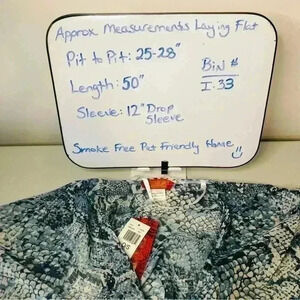 Approx Measurements Laying Flat
Pit to Pit: 25-28"
Bin #
Length: 50"
I.33
Sleeve: 12" Drop
Sleeve
Smoke Free Pet Friendly Home